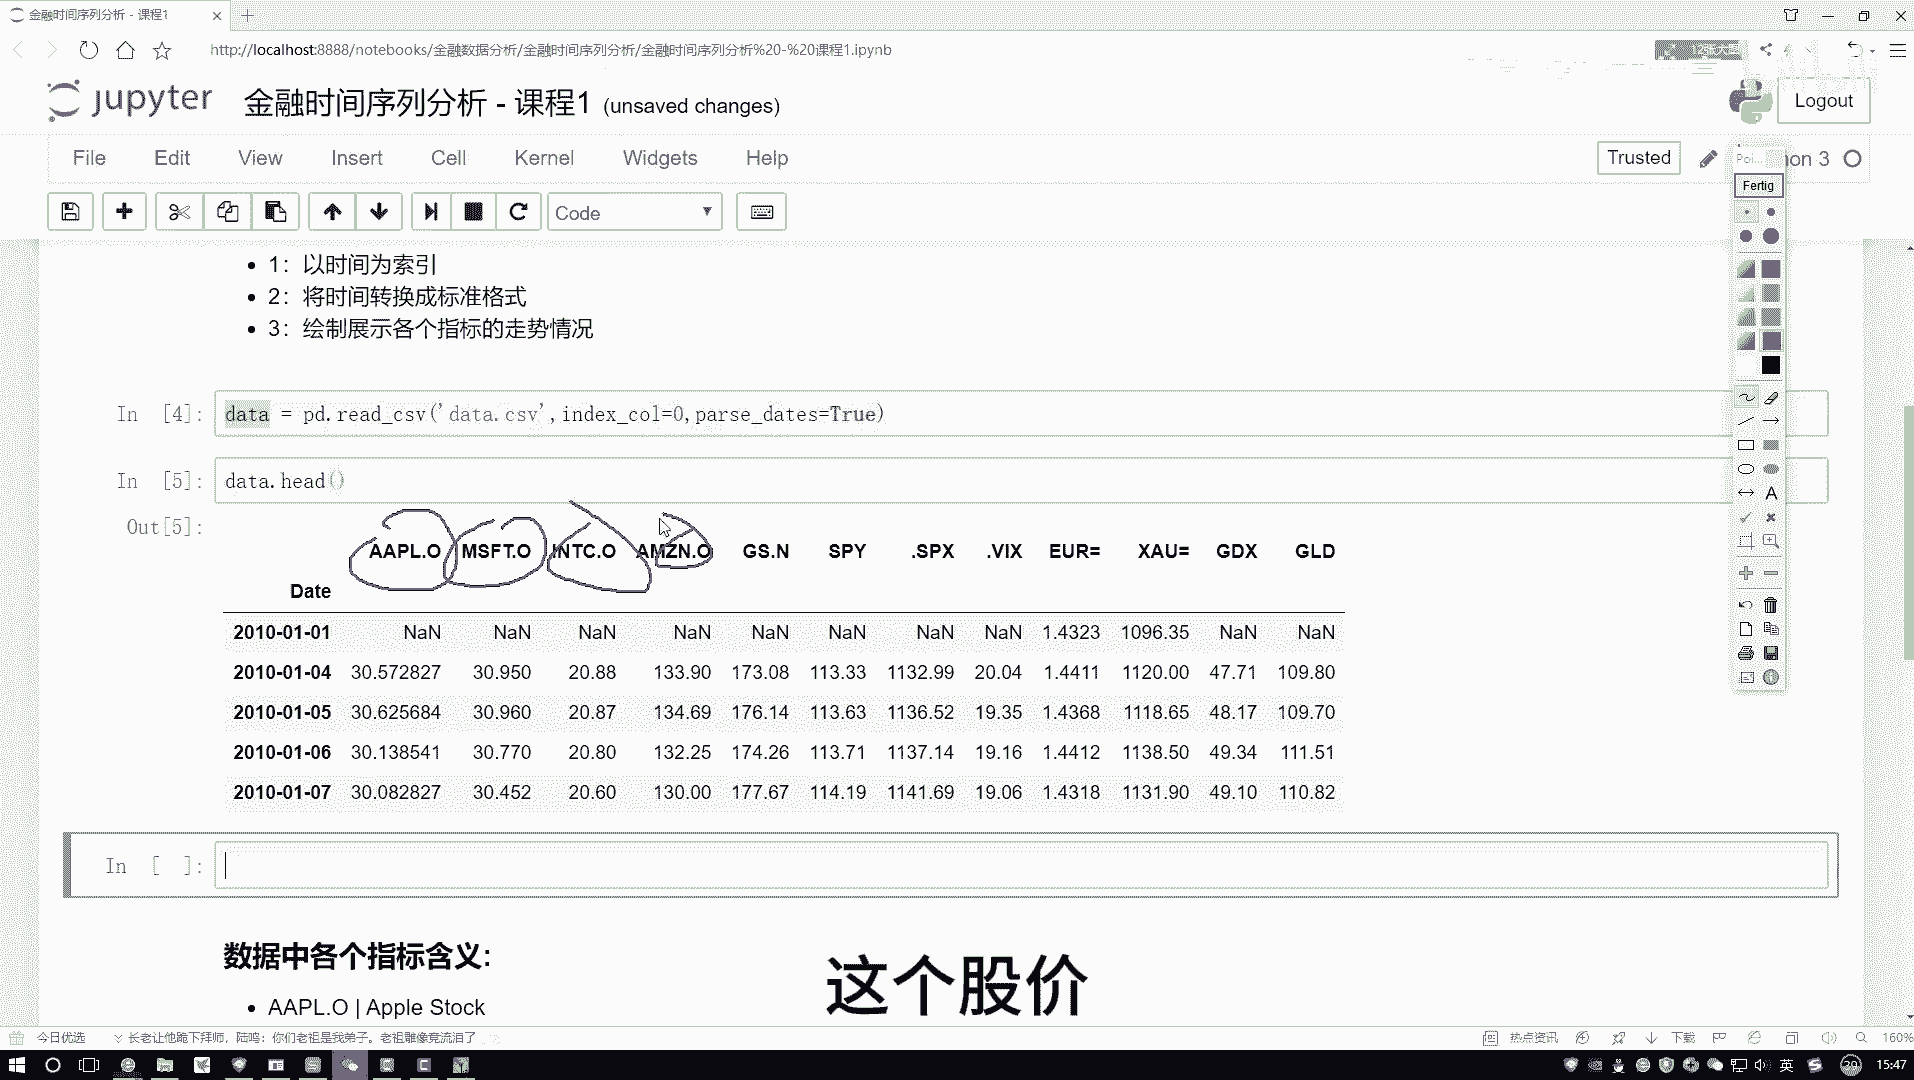 金融时间序列分析 - 课程1
http://localhost:8888/notebooks/金融数据分析/金融时间序列分析/金融时间序列分析%20-%20课程1.ipynb
jupyter 金融时间序列分析 - 课程1 (unsaved changes)
Logout
File Edit View Insert Cell Kernel Widgets Help
Trusted
Poi... on 3
Fertig
Code
1：以时间为索引
2：将时间转换成标准格式
3：绘制展示各个指标的走势情况
In [4]: data = pd.read_csv('data.csv',index_col=0,parse_dates=True)
In [5]: data.head()
Out[5]:
AAPL.O MSFT.O INTC.O AMZN.O GS.N SPY .SPX .VIX EUR= XAU= GDX GLD
Date
2010-01-01 NaN NaN NaN NaN NaN NaN NaN NaN 1.4323 1096.35 NaN NaN
2010-01-04 30.572827 30.950 20.88 133.90 173.08 113.33 1132.99 20.04 1.4411 1120.00 47.71 109.80
2010-01-05 30.625684 30.960 20.87 134.69 176.14 113.63 1136.52 19.35 1.4368 1118.65 48.17 109.70
2010-01-06 30.138541 30.770 20.80 132.25 174.26 113.71 1137.14 19.16 1.4412 1138.50 49.34 111.51
2010-01-07 30.082827 30.452 20.60 130.00 177.67 114.19 1141.69 19.06 1.4318 1131.90 49.10 110.82
In [ ]:
数据中各个指标含义:
AAPL.O | Apple Stock
这个股价
今日优选 长老让他跪下拜师，陆鸣：你们老祖是我弟子。老祖雕像竟流泪了
热点资讯 下载 160%
英 20 15:47